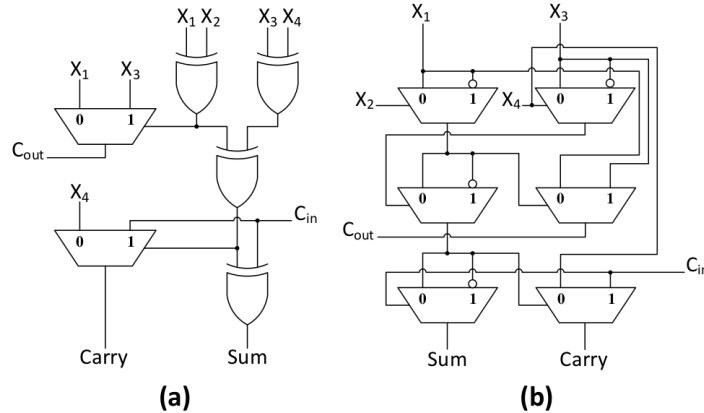 X₁ X₂ X₃ X₄
X₁ X₃
0 1
Cout
X₄
Cin
0 1
Carry Sum
(a)
X₁ X₃
X₂ 0 1 X₄ 0 1
0 1 0 1
Cout
Cin
0 1 0 1
Sum Carry
(b)